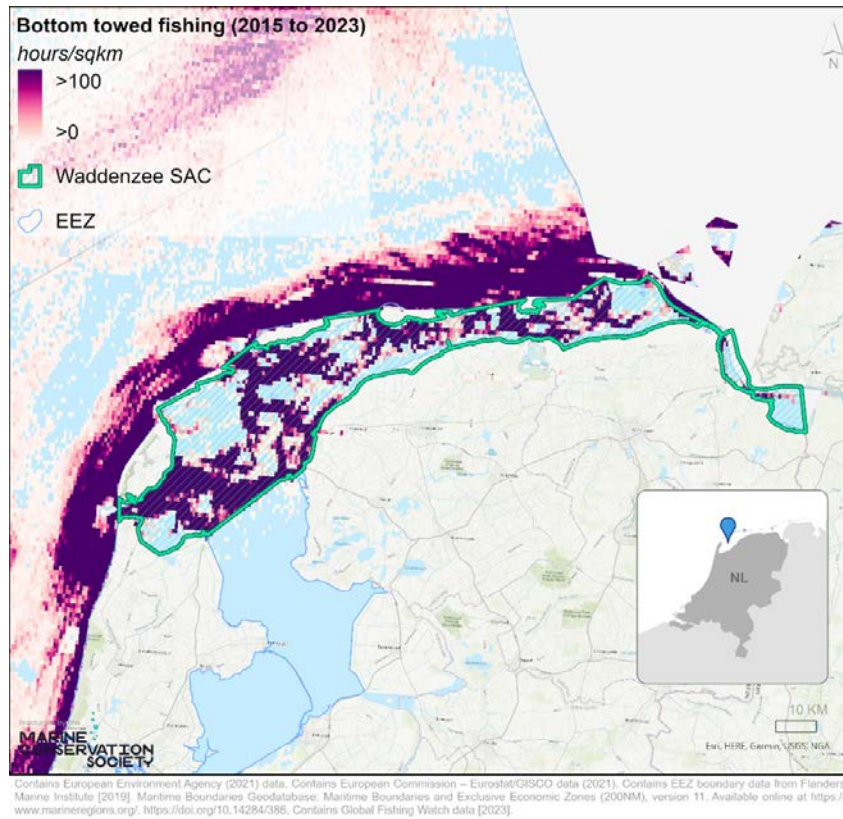 Bottom towed fishing (2015 to 2023)
hours/sqkm
>100
>0
Waddenzee SAC
EEZ
N
NL
10 KM
MARINE
CONSERVATION
SOCIETY
Esri, HERE, Garmin, USGS, NGA
Contains European Environment Agency (2021) data. Contains European Commission – Eurostat/GISCO data (2021). Contains EEZ boundary data from Flanders
Marine Institute [2019]. Maritime Boundaries Geodatabase: Maritime Boundaries and Exclusive Economic Zones (200NM), version 11. Available online at https:/
www.marineregions.org/. https://doi.org/10.14284/386. Contains Global Fishing Watch data [2023].